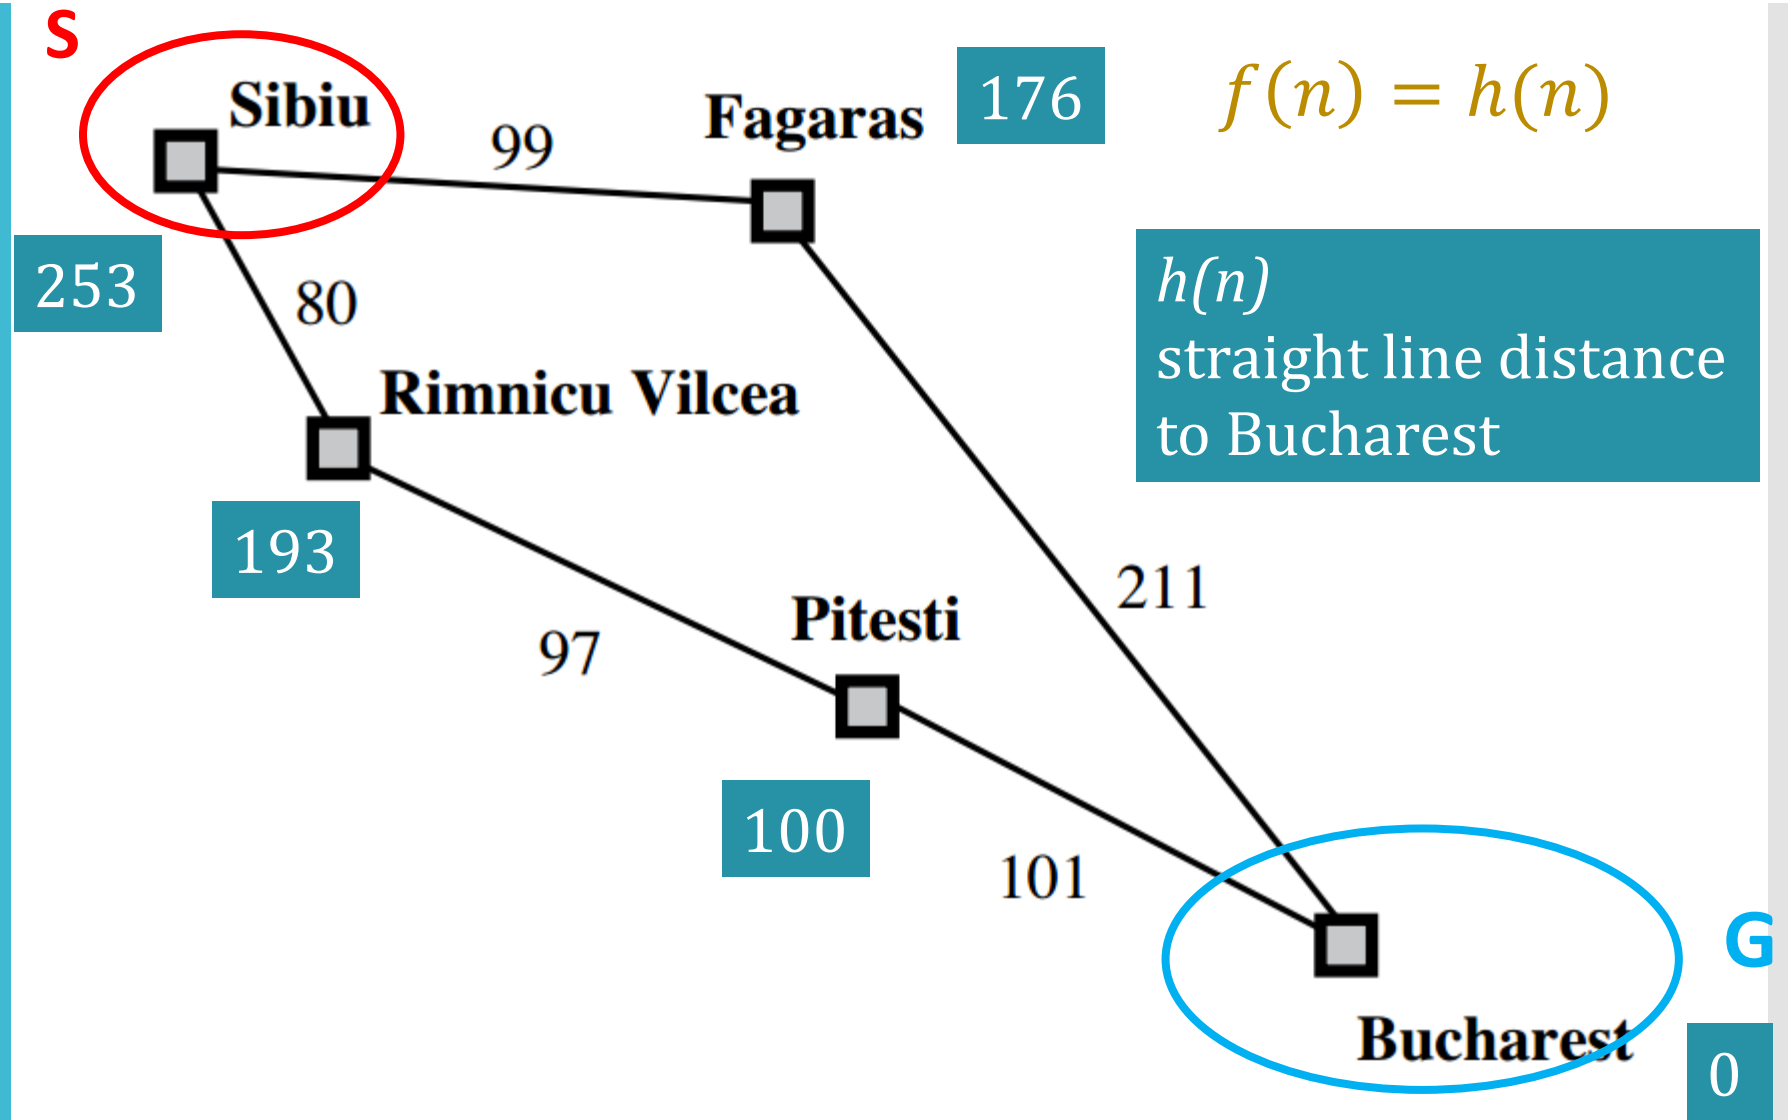 S
Sibiu
99
Fagaras
176
f(n) = h(n)
253
80
h(n)
straight line distance
to Bucharest
Rimnicu Vilcea
193
97
Pitesti
211
100
101
G
Bucharest
0